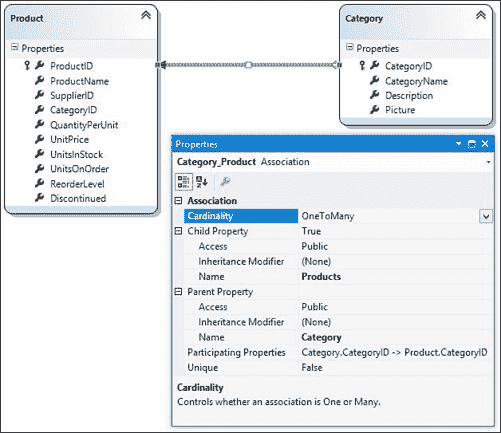 Product
Properties
ProductID
ProductName
SupplierID
CategoryID
QuantityPerUnit
UnitPrice
UnitsInStock
UnitsOnOrder
ReorderLevel
Discontinued
Category
Properties
CategoryID
CategoryName
Description
Picture
Properties
Category_Product Association
Association
Cardinality OneToMany
Child Property True
Access Public
Inheritance Modifier (None)
Name Products
Parent Property
Access Public
Inheritance Modifier (None)
Name Category
Participating Properties Category.CategoryID -> Product.CategoryID
Unique False
Cardinality
Controls whether an association is One or Many.